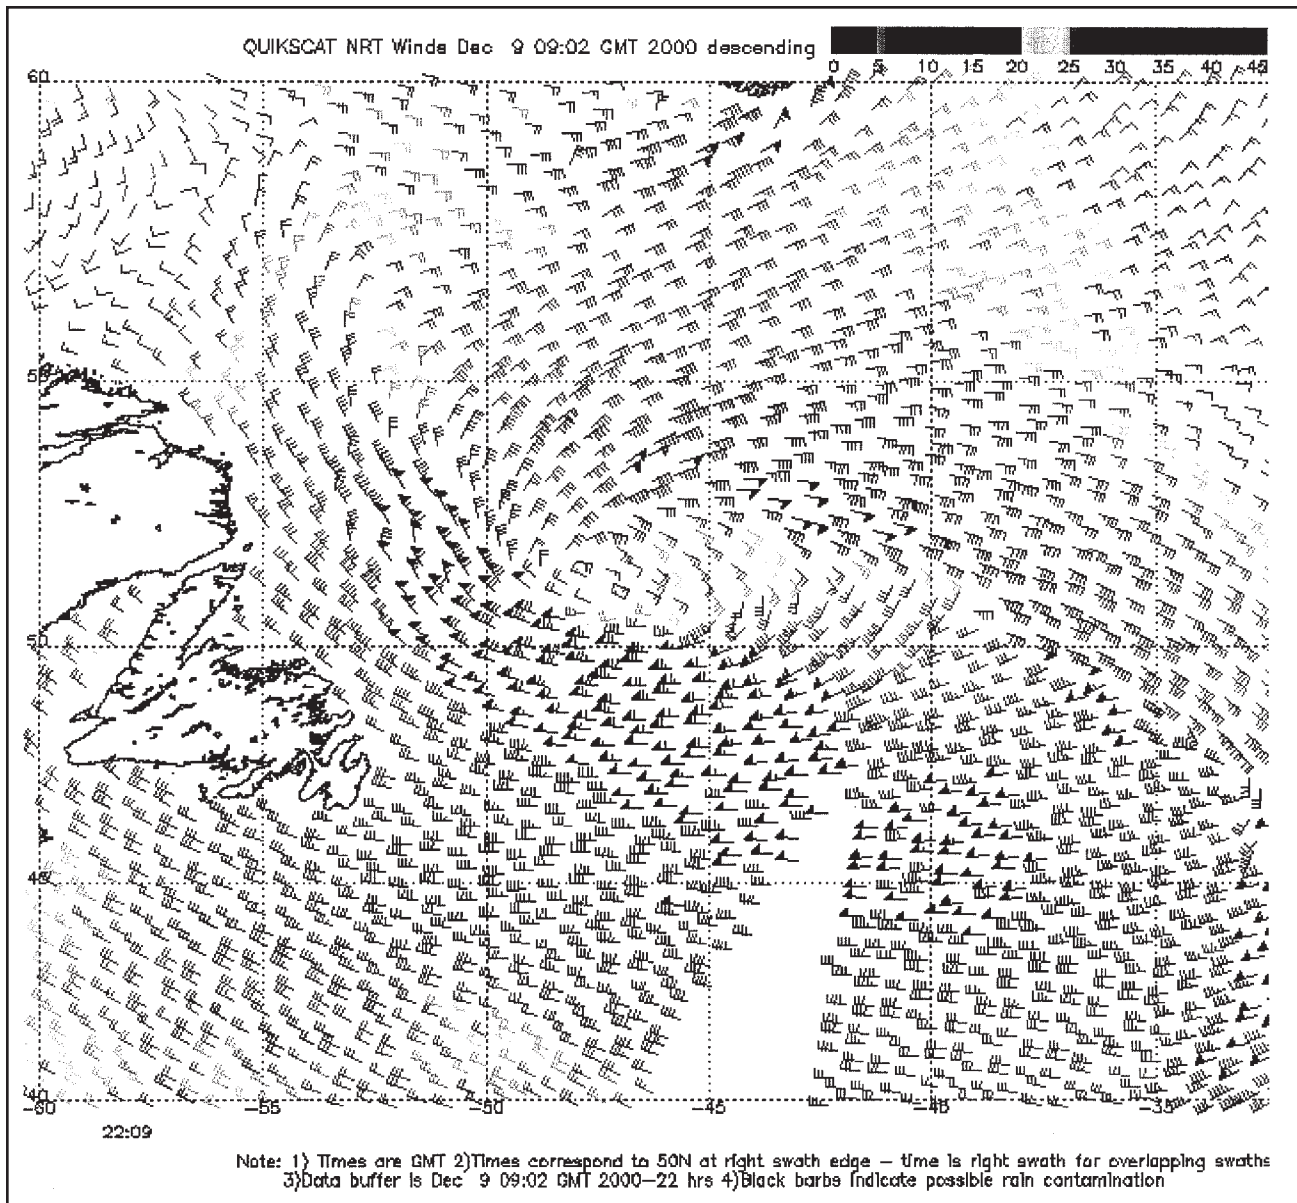 QUIKSCAT NRT Winds Dec 9 09:02 GMT 2000 descending
0 5 10 15 20 25 30 35 40 45
60
55
50
45
40
-60 -55 -50 -45 -40 -35
22:09
Note: 1) Times are GMT 2)Times correspond to 50N at right swath edge - time is right swath for overlapping swaths
3)Data buffer is Dec 9 09:02 GMT 2000-22 hrs 4)Black barbs indicate possible rain contamination